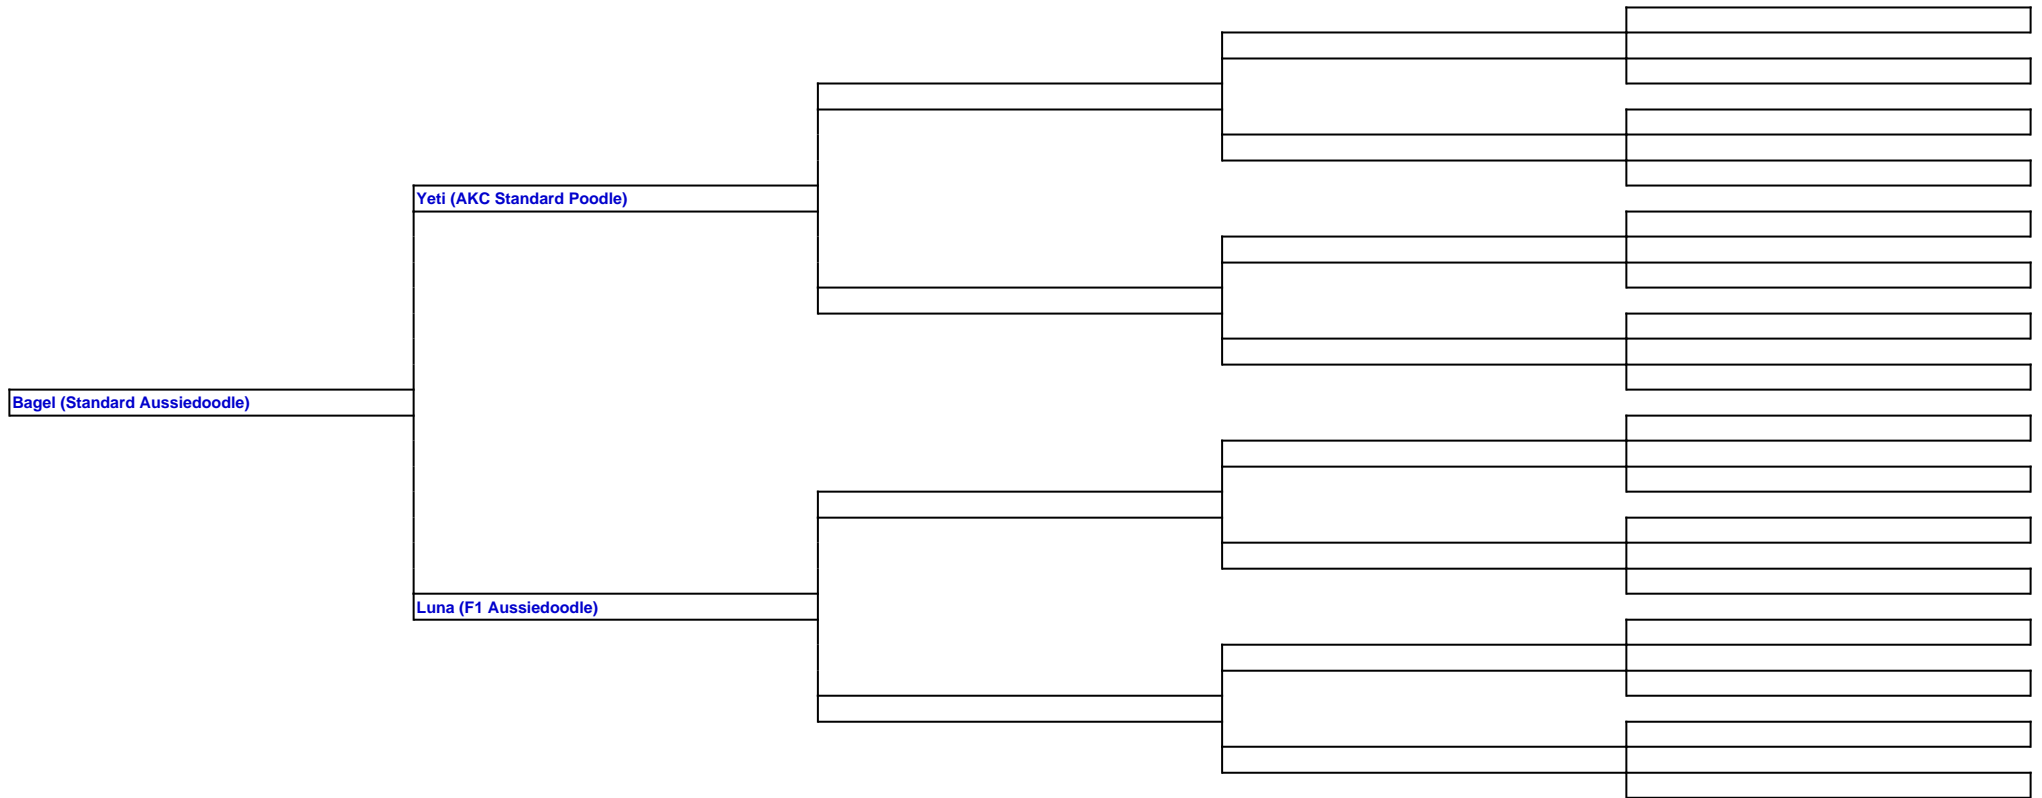 Yeti (AKC Standard Poodle)
Bagel (Standard Aussiedoodle)
Luna (F1 Aussiedoodle)